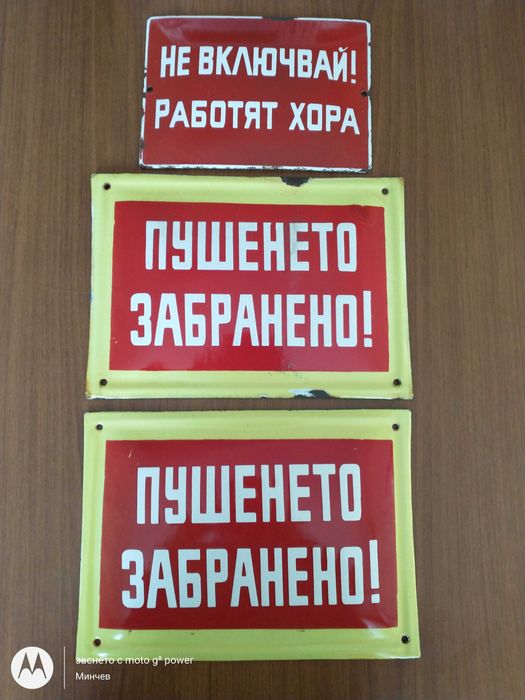 НЕ ВКЛЮЧВАЙ!
РАБОТЯТ ХОРА
ПУШЕНЕТО
ЗАБРАНЕНО!
ПУШЕНЕТО
ЗАБРАНЕНО!
заснето с moto g⁸ power
Минчев